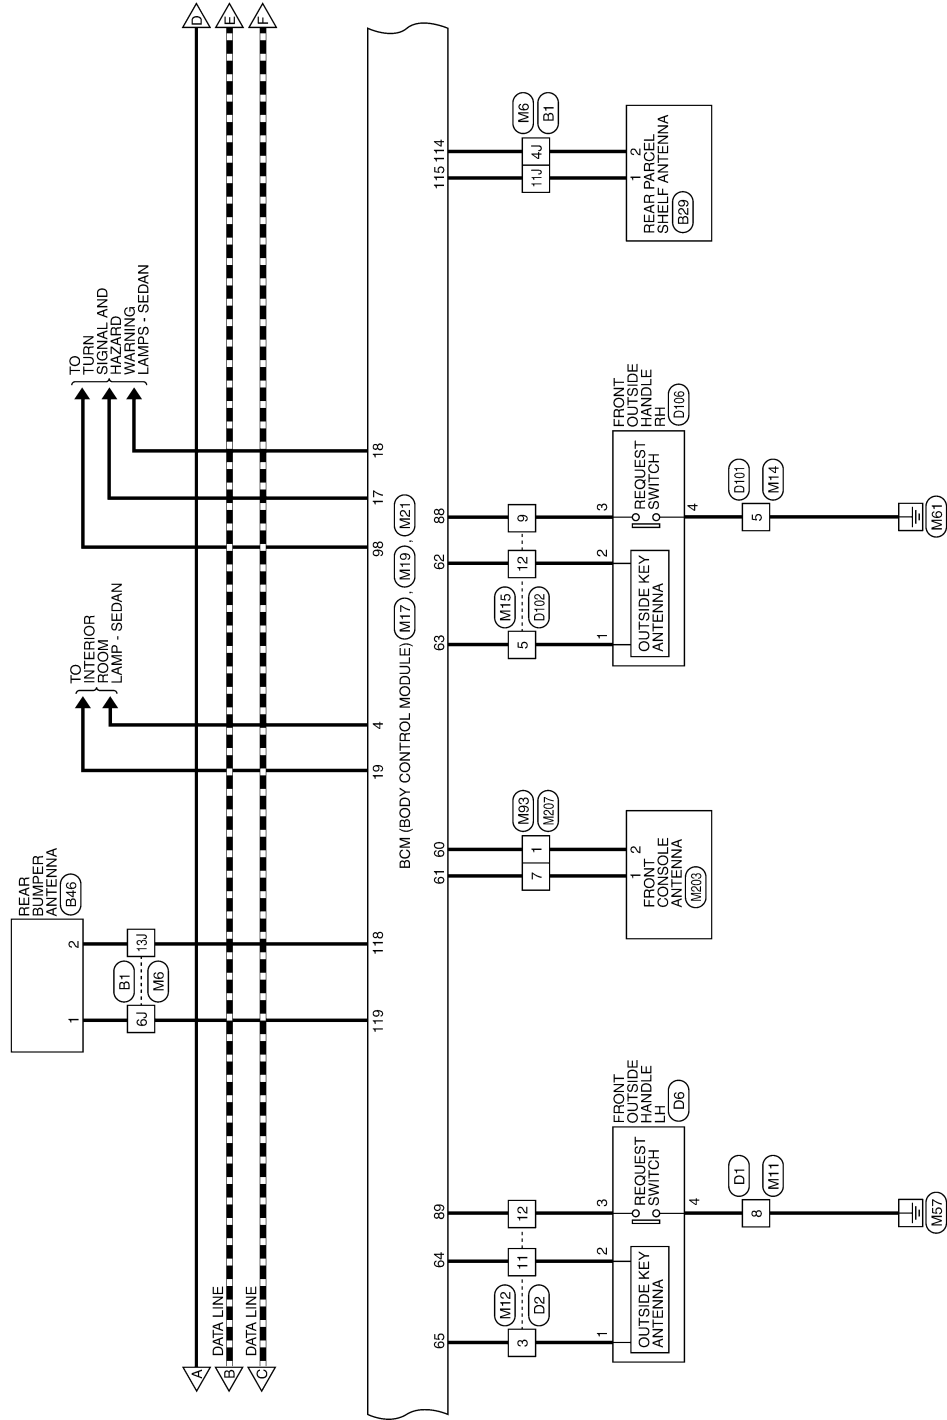 A
D
DATA LINE
B
E
DATA LINE
C
F
REAR
BUMPER
ANTENNA
B46
1
2
6J
13J
B1
M6
119
118
TO
INTERIOR
ROOM
LAMP - SEDAN
19
4
TO
TURN
SIGNAL AND
HAZARD
WARNING
LAMPS - SEDAN
98
17
18
BCM (BODY CONTROL MODULE) M17 , M19 , M21
65
64
89
M12
D2
3
11
12
1
2
3
OUTSIDE KEY
ANTENNA
REQUEST
SWITCH
FRONT
OUTSIDE
HANDLE
LH
D6
4
D1
M11
8
M57
61
60
7
1
M93
M207
1
2
FRONT
CONSOLE
ANTENNA
M203
63
62
88
M15
D102
5
12
9
1
2
3
OUTSIDE KEY
ANTENNA
REQUEST
SWITCH
FRONT
OUTSIDE
HANDLE
RH
D106
4
D101
M14
5
M61
115
114
11J
4J
M6
B1
1
2
REAR PARCEL
SHELF ANTENNA
B29